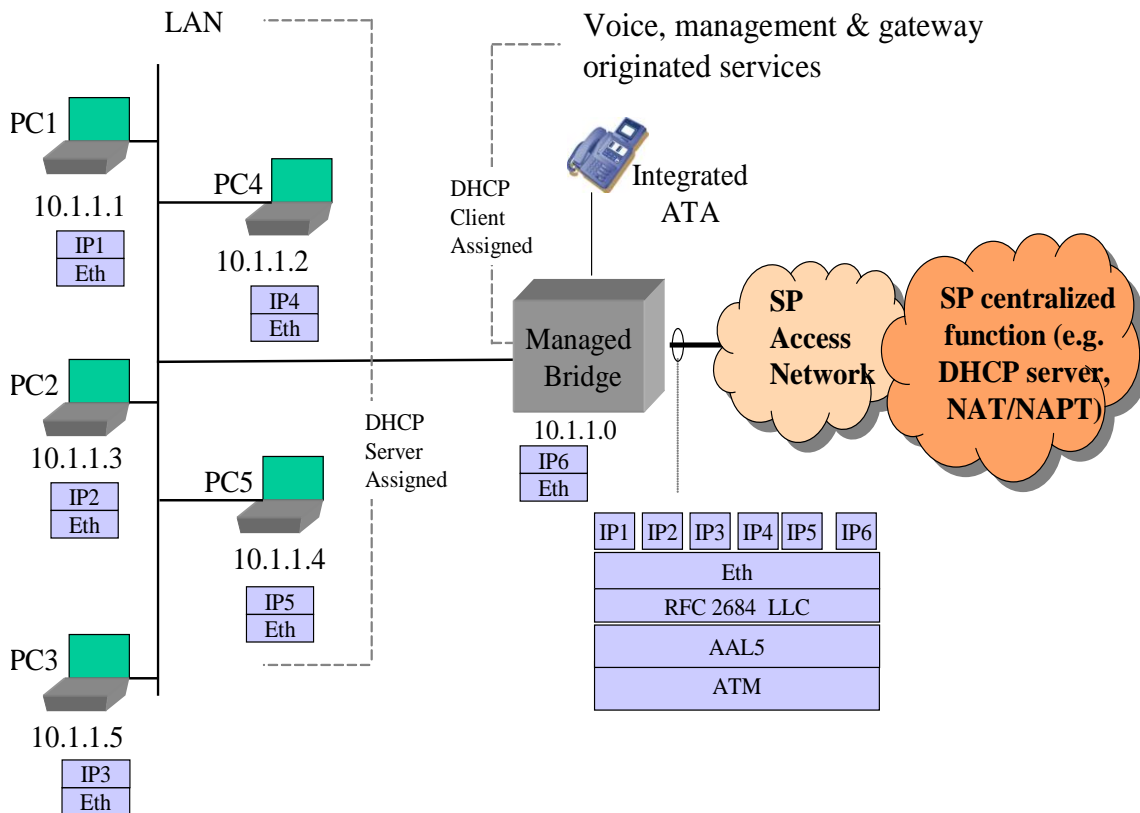 LAN
Voice, management & gateway
originated services
PC1
10.1.1.1
IP1
Eth
PC4
10.1.1.2
IP4
Eth
DHCP
Client
Assigned
Integrated
ATA
Managed
Bridge
10.1.1.0
IP6
Eth
SP
Access
Network
SP centralized
function (e.g.
DHCP server,
NAT/NAPT)
PC2
10.1.1.3
IP2
Eth
DHCP
Server
Assigned
PC5
10.1.1.4
IP5
Eth
PC3
10.1.1.5
IP3
Eth
IP1 IP2 IP3 IP4 IP5 IP6
Eth
RFC 2684 LLC
AAL5
ATM